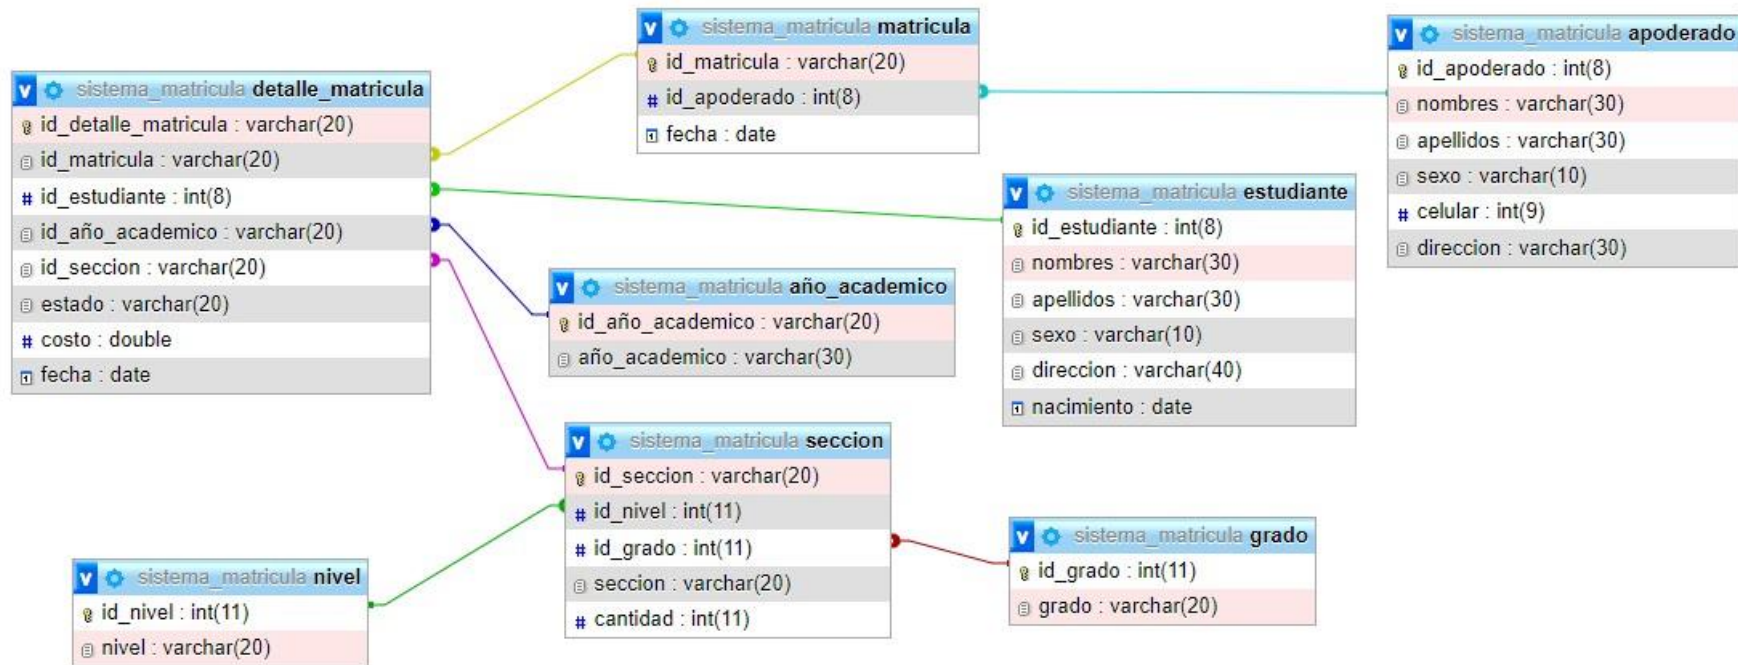 sistema_matricula detalle_matricula
id_detalle_matricula : varchar(20)
id_matricula : varchar(20)
id_estudiante : int(8)
id_año_academico : varchar(20)
id_seccion : varchar(20)
estado : varchar(20)
costo : double
fecha : date
sistema_matricula matricula
id_matricula : varchar(20)
id_apoderado : int(8)
fecha : date
sistema_matricula apoderado
id_apoderado : int(8)
nombres : varchar(30)
apellidos : varchar(30)
sexo : varchar(10)
celular : int(9)
direccion : varchar(30)
sistema_matricula estudiante
id_estudiante : int(8)
nombres : varchar(30)
apellidos : varchar(30)
sexo : varchar(10)
direccion : varchar(40)
nacimiento : date
sistema_matricula año_academico
id_año_academico : varchar(20)
año_academico : varchar(30)
sistema_matricula seccion
id_seccion : varchar(20)
id_nivel : int(11)
id_grado : int(11)
seccion : varchar(20)
cantidad : int(11)
sistema_matricula grado
id_grado : int(11)
grado : varchar(20)
sistema_matricula nivel
id_nivel : int(11)
nivel : varchar(20)